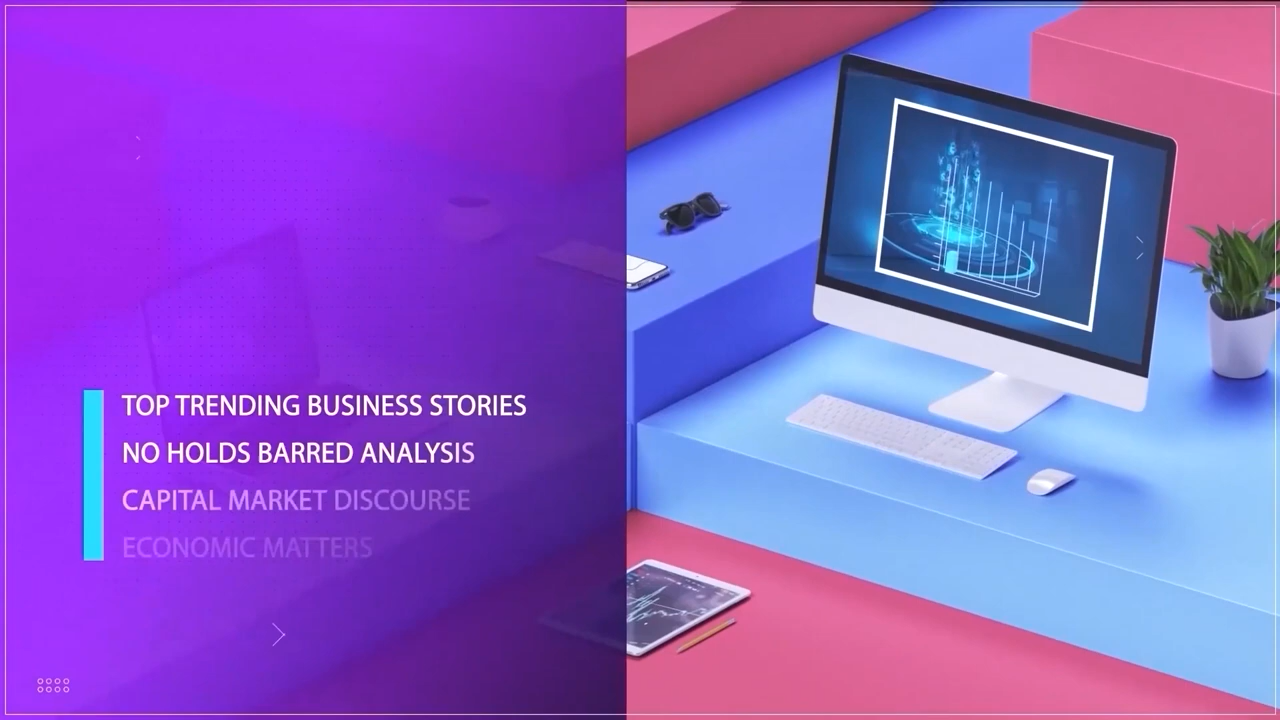 TOP TRENDING BUSINESS STORIES
NO HOLDS BARRED ANALYSIS
CAPITAL MARKET DISCOURSE
ECONOMIC MATTERS